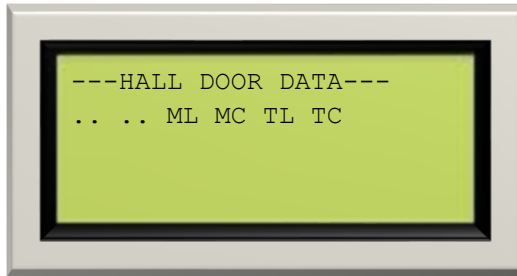 ---HALL DOOR DATA---
.. .. ML MC TL TC